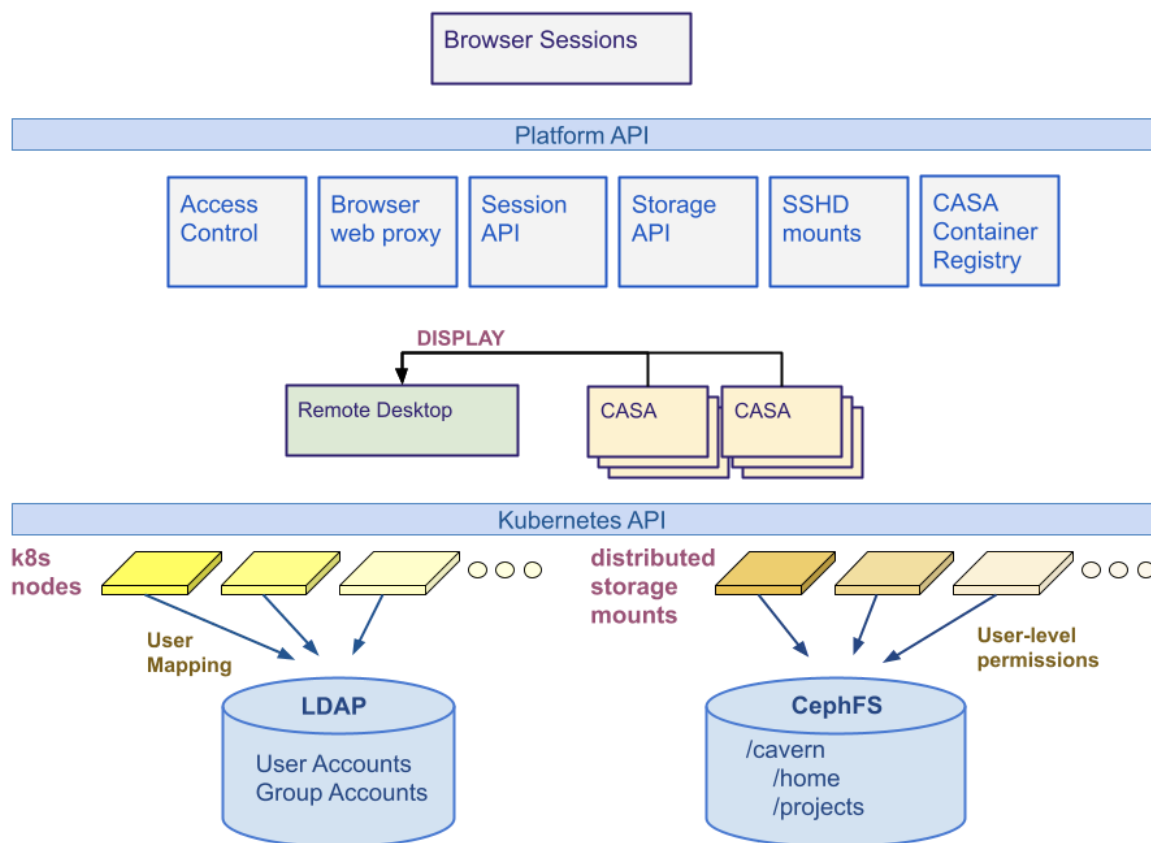 Browser Sessions
Platform API
Access
Control
Browser
web proxy
Session
API
Storage
API
SSHD
mounts
CASA
Container
Registry
DISPLAY
Remote Desktop
CASA
CASA
Kubernetes API
k8s
nodes
distributed
storage
mounts
User
Mapping
User-level
permissions
LDAP
User Accounts
Group Accounts
CephFS
/cavern
/home
/projects